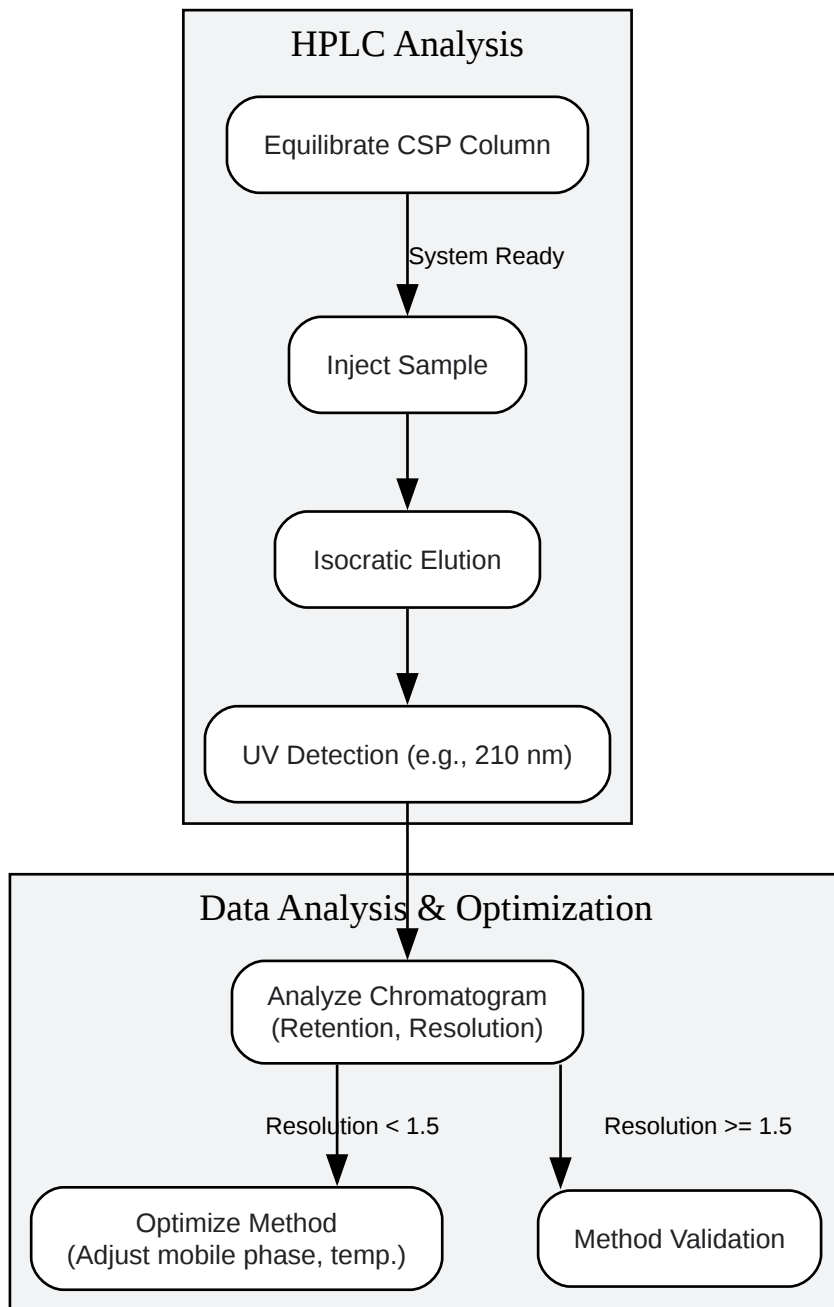 HPLC Analysis
Equilibrate CSP Column
System Ready
Inject Sample
Isocratic Elution
UV Detection (e.g., 210 nm)
Data Analysis & Optimization
Analyze Chromatogram
(Retention, Resolution)
Resolution < 1.5
Resolution >= 1.5
Optimize Method
(Adjust mobile phase, temp.)
Method Validation